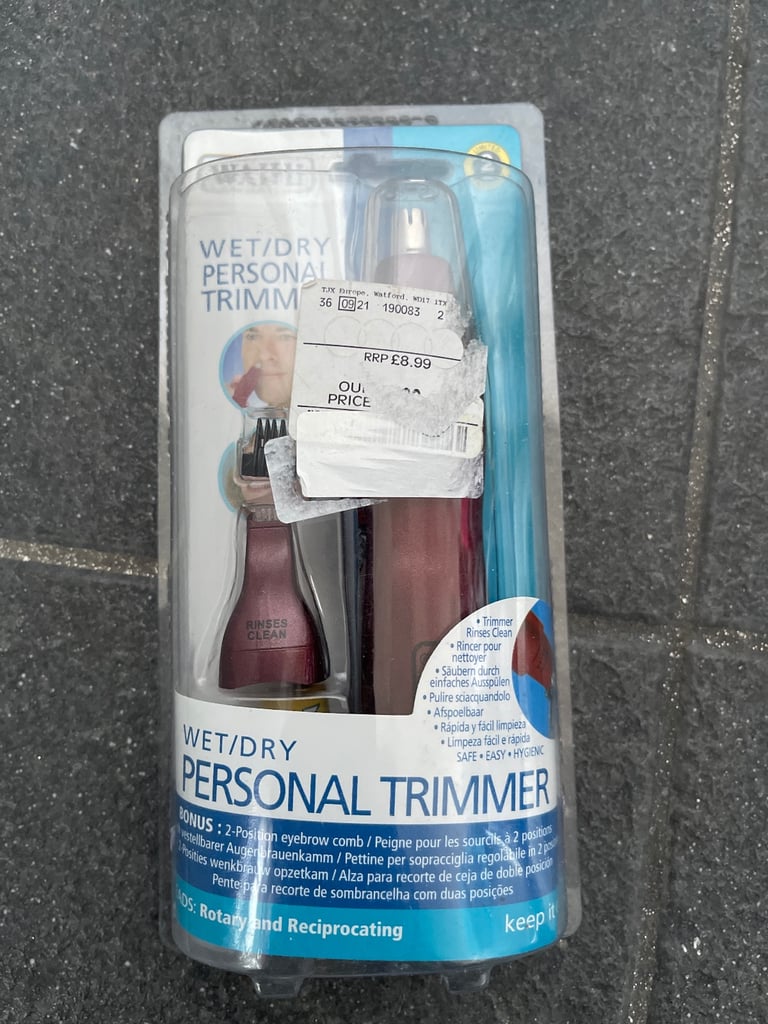 WAHL
WET/DRY
PERSONAL
TRIMM
TJX Europe, Watford. WD17 1TX
36 09 21 190083 2
RRP £8.99
OU
PRICE
RINSES
CLEAN
• Trimmer
Rinses Clean
• Rincer pour
nettoyer
• Säubern durch
einfaches Ausspülen
• Pulire sciacquandolo
• Afspoelbaar
• Rápida y fácil limpieza
• Limpeza fácil e rápida
SAFE • EASY • HYGIENIC
WET/DRY
PERSONAL TRIMMER
BONUS : 2-Position eyebrow comb / Peigne pour les sourcils à 2 positions
verstellbarer Augenbrauenkamm / Pettine per sopracciglia regolabile in 2 posi
2-Posities wenkbrauw opzetkam / Alza para recorte de ceja de doble posición
Pente para recorte de sombrancelha com duas posições
ADS: Rotary and Reciprocating
keep it